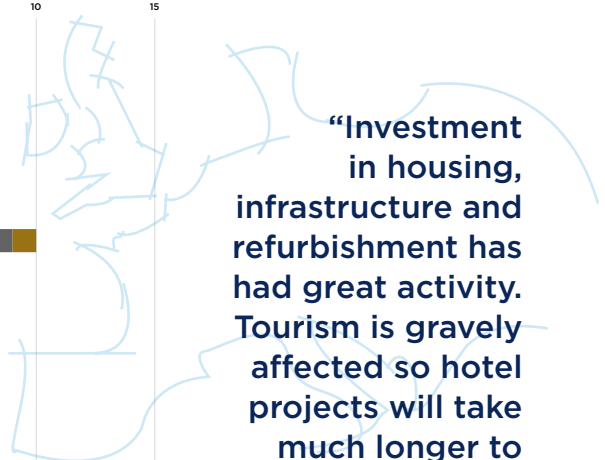 10 15
“Investment
in housing,
infrastructure and
refurbishment has
had great activity.
Tourism is gravely
affected so hotel
projects will take
much longer to